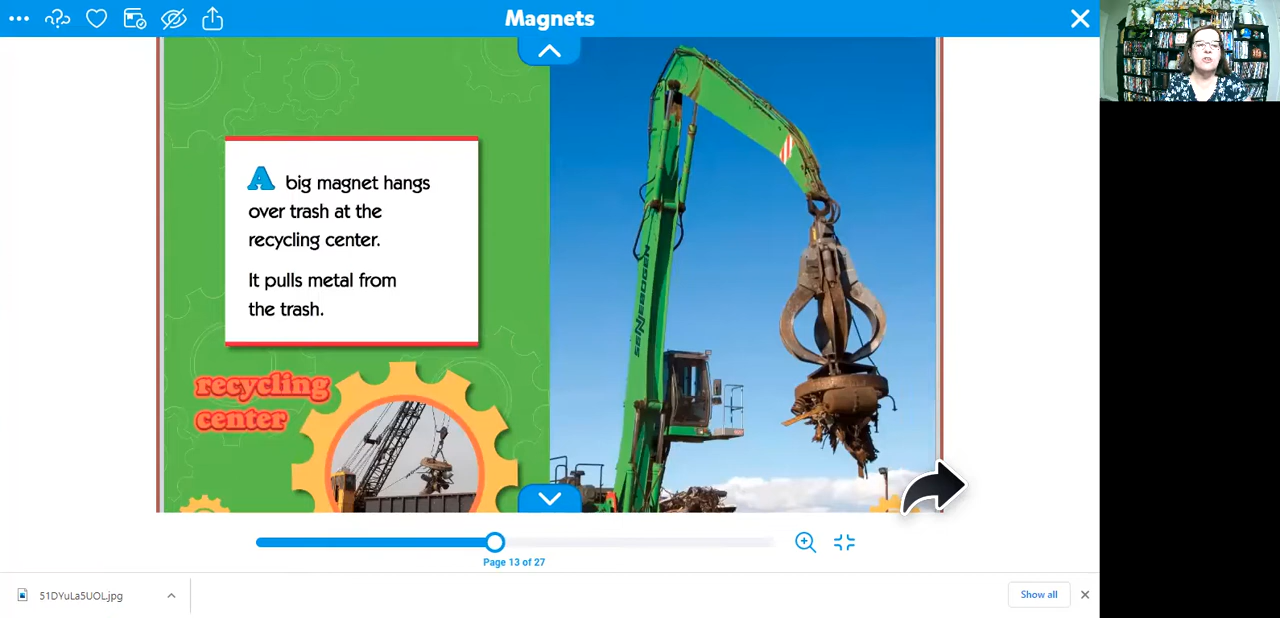 Magnets
A big magnet hangs
over trash at the
recycling center.
It pulls metal from
the trash.
recycling
center
SENNEBOGEN
Page 13 of 27
51DYuLa5UOL.jpg
Show all